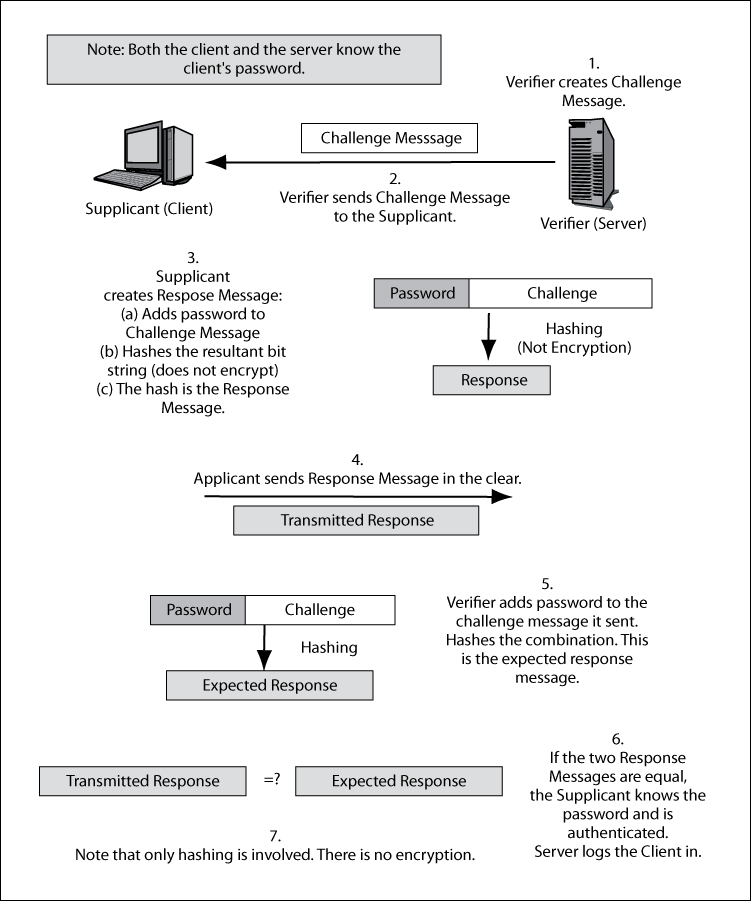 Note: Both the client and the server know the
client's password.
1.
Verifier creates Challenge
Message.
Challenge Messsage
2.
Verifier sends Challenge Message
to the Supplicant.
Supplicant (Client)
Verifier (Server)
3.
Supplicant
creates Respose Message:
(a) Adds password to
Challenge Message
(b) Hashes the resultant bit
string (does not encrypt)
(c) The hash is the Response
Message.
Password Challenge
Hashing
(Not Encryption)
Response
4.
Applicant sends Response Message in the clear.
Transmitted Response
Password Challenge
Hashing
Expected Response
5.
Verifier adds password to the
challenge message it sent.
Hashes the combination. This
is the expected response
message.
Transmitted Response =? Expected Response
6.
If the two Response
Messages are equal,
the Supplicant knows the
password and is
authenticated.
Server logs the Client in.
7.
Note that only hashing is involved. There is no encryption.